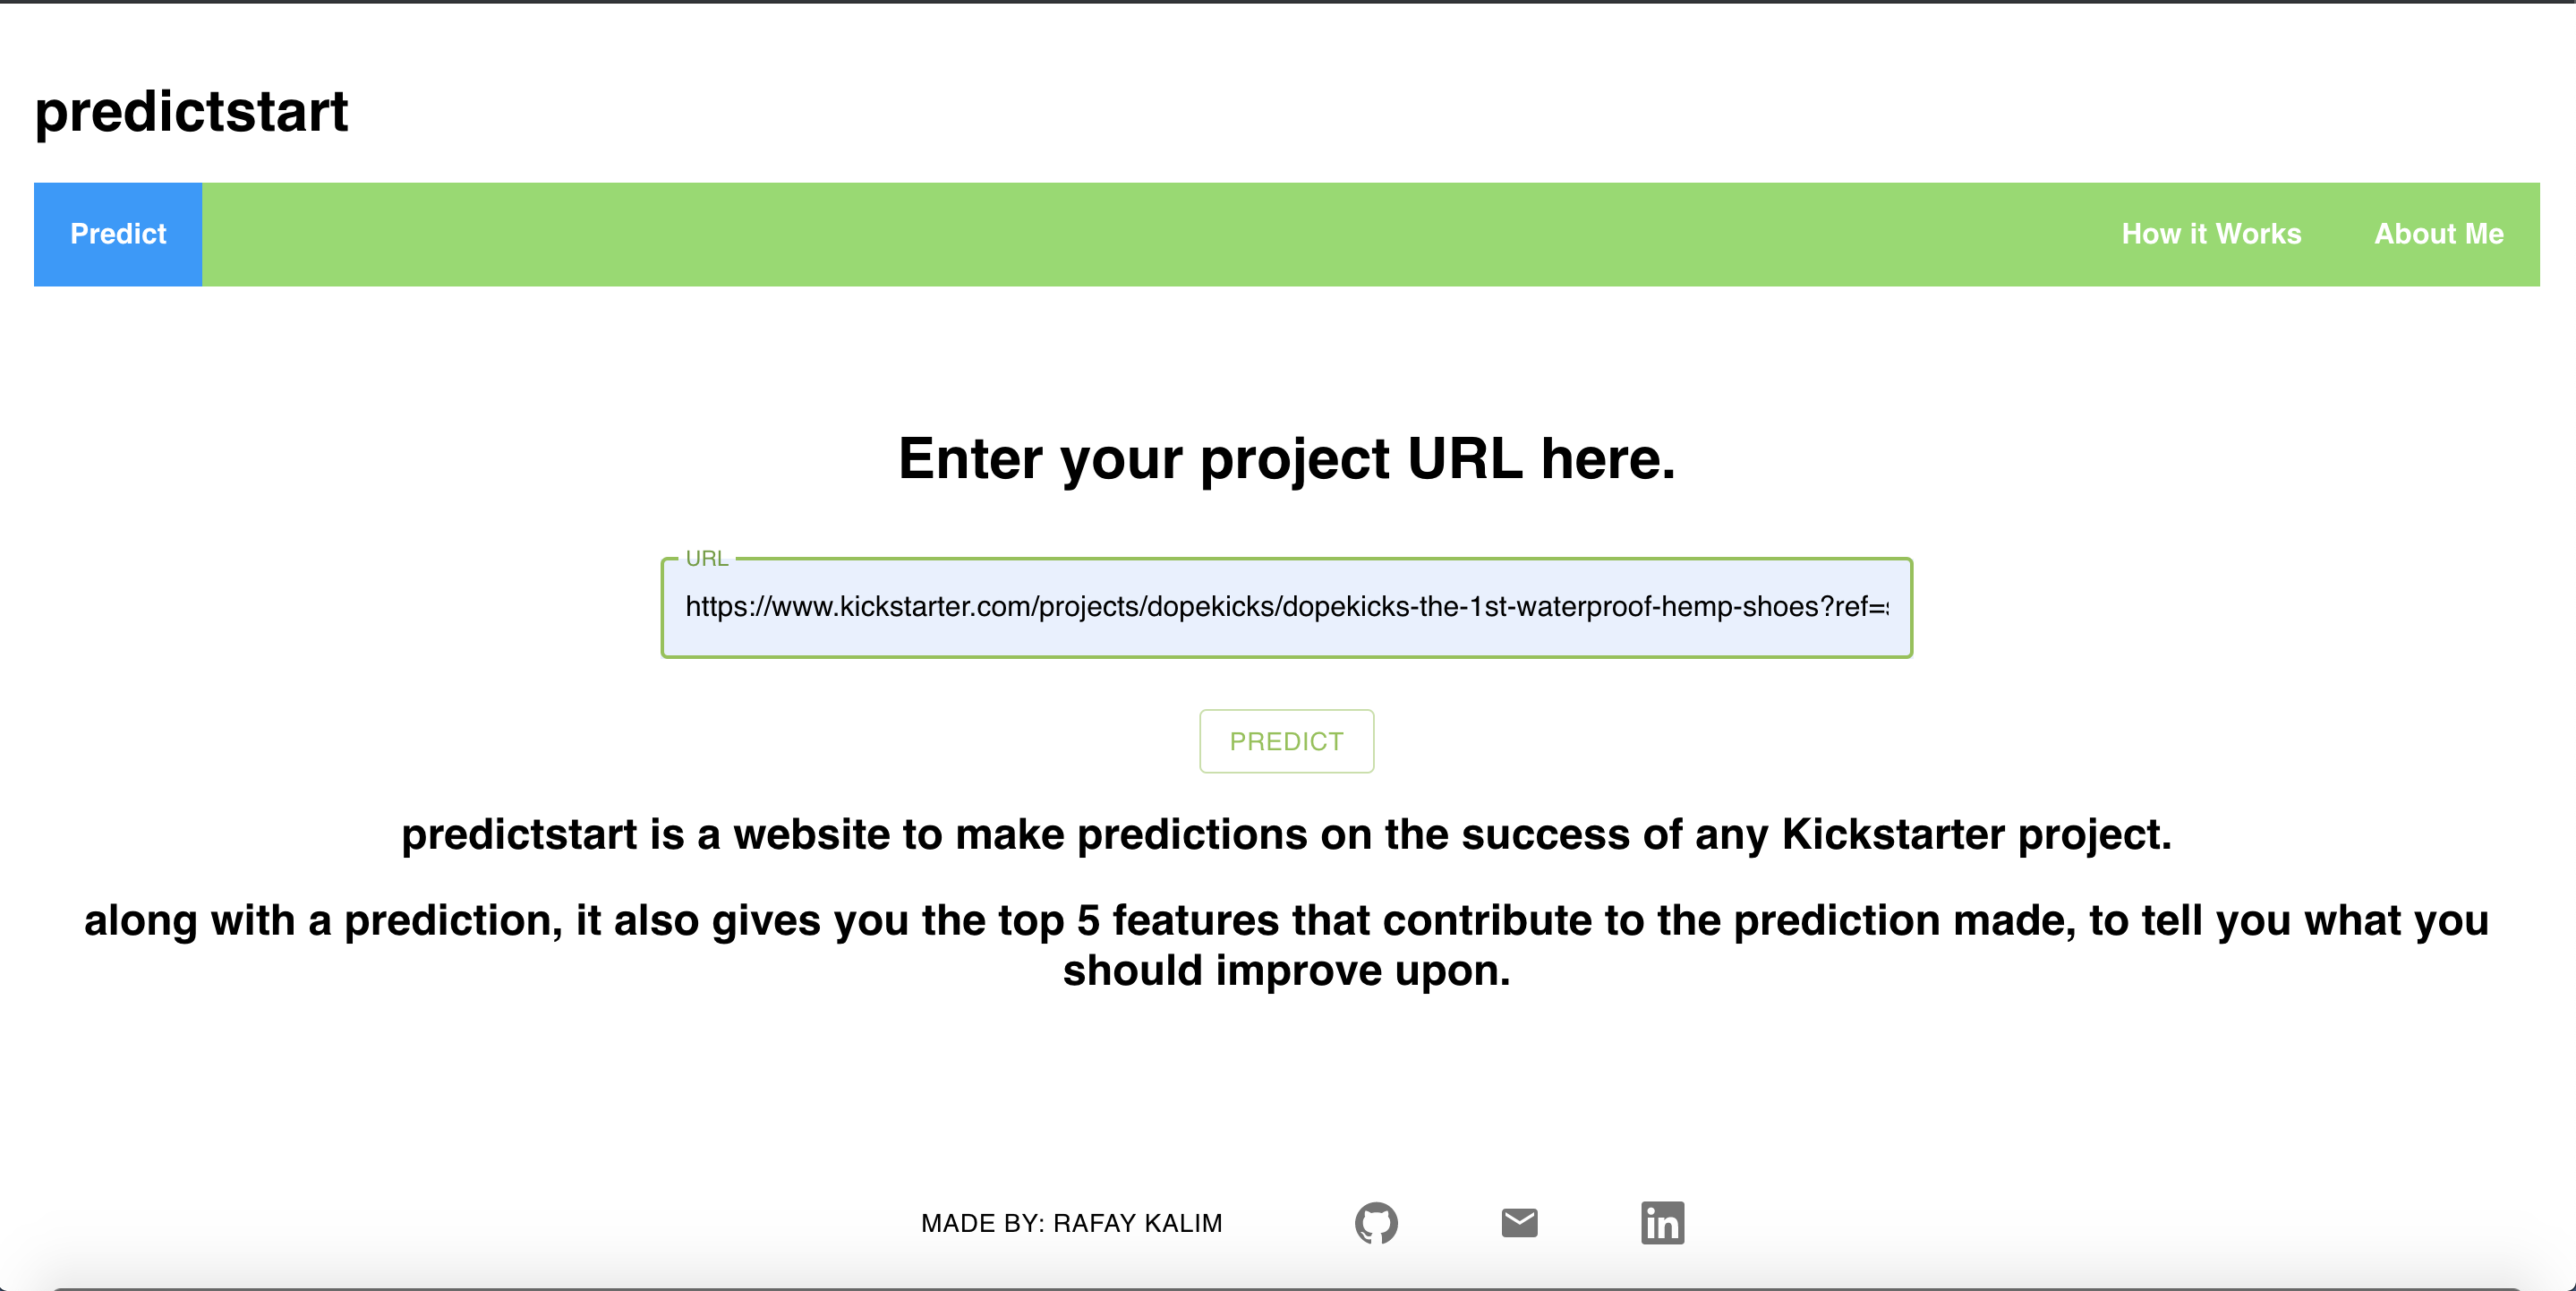 predictstart
Predict
How it Works
About Me
Enter your project URL here.
URL
https://www.kickstarter.com/projects/dopekicks/dopekicks-the-1st-waterproof-hemp-shoes?ref=
PREDICT
predictstart is a website to make predictions on the success of any Kickstarter project.
along with a prediction, it also gives you the top 5 features that contribute to the prediction made, to tell you what you
should improve upon.
MADE BY: RAFAY KALIM
in